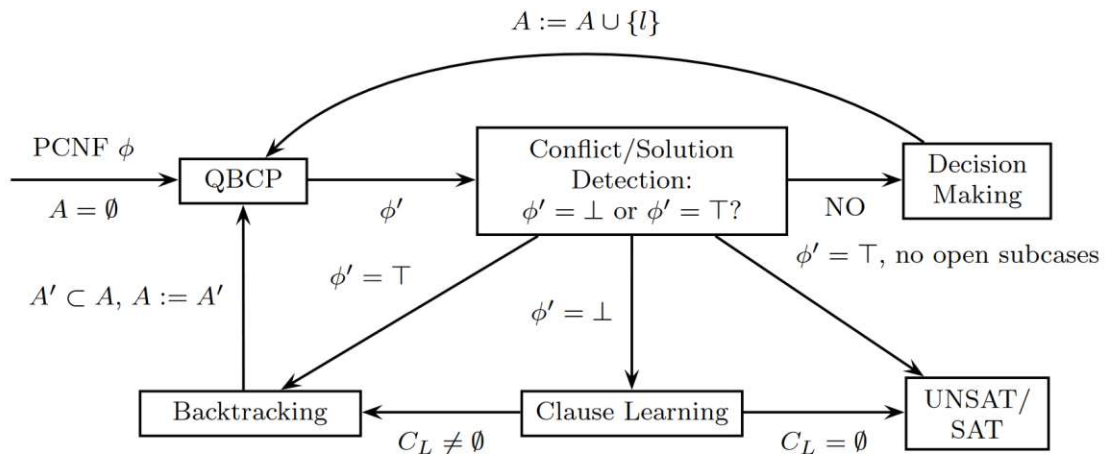 A := A ∪ {l}
PCNF ϕ
A = ∅
QBCP
ϕ′
Conflict/Solution
Detection:
ϕ′ = ⊥ or ϕ′ = ⊤?
NO
Decision
Making
A′ ⊂ A, A := A′
ϕ′ = ⊤
ϕ′ = ⊥
ϕ′ = ⊤, no open subcases
Backtracking
C_L ≠ ∅
Clause Learning
C_L = ∅
UNSAT/
SAT